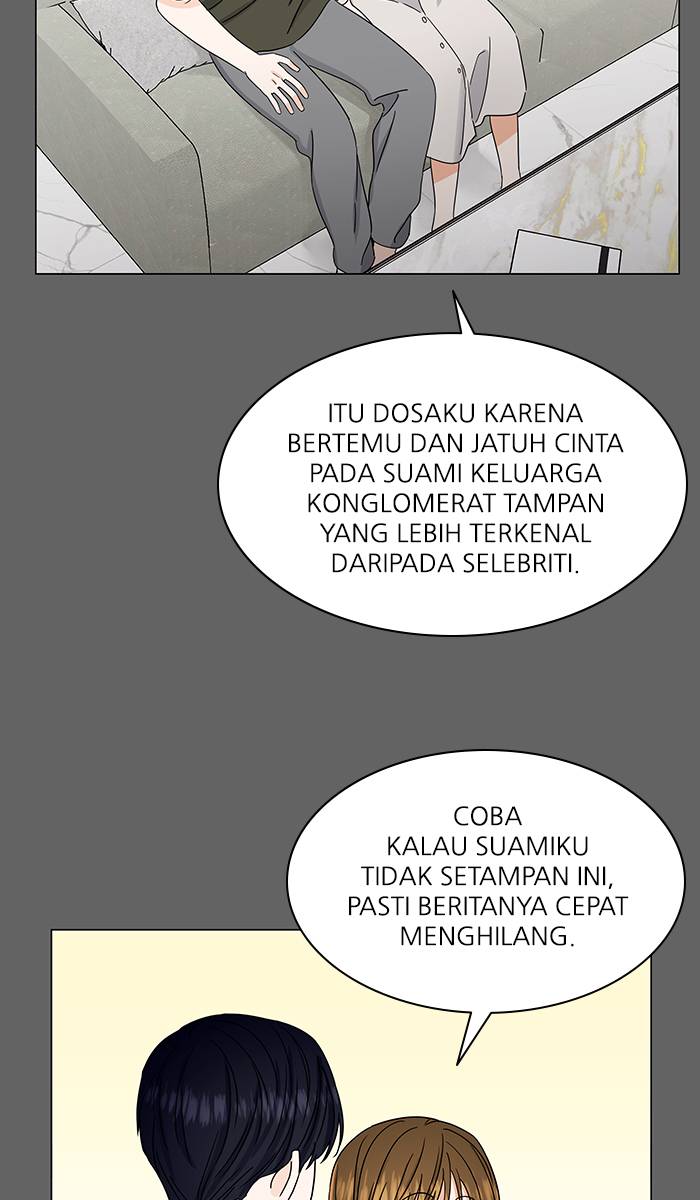 ITU DOSAKU KARENA
BERTEMU DAN JATUH CINTA
PADA SUAMI KELUARGA
KONGLOMERAT TAMPAN
YANG LEBIH TERKENAL
DARIPADA SELEBRITI.
COBA
KALAU SUAMIKU
TIDAK SETAMPAN INI,
PASTI BERITANYA CEPAT
MENGHILANG.